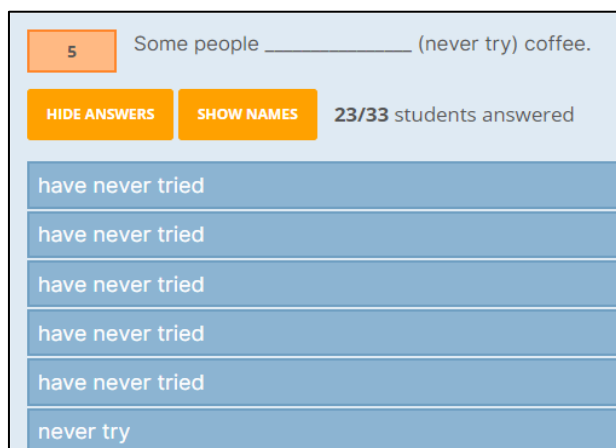 5
Some people ______________ (never try) coffee.
HIDE ANSWERS SHOW NAMES 23/33 students answered
have never tried
have never tried
have never tried
have never tried
have never tried
never try